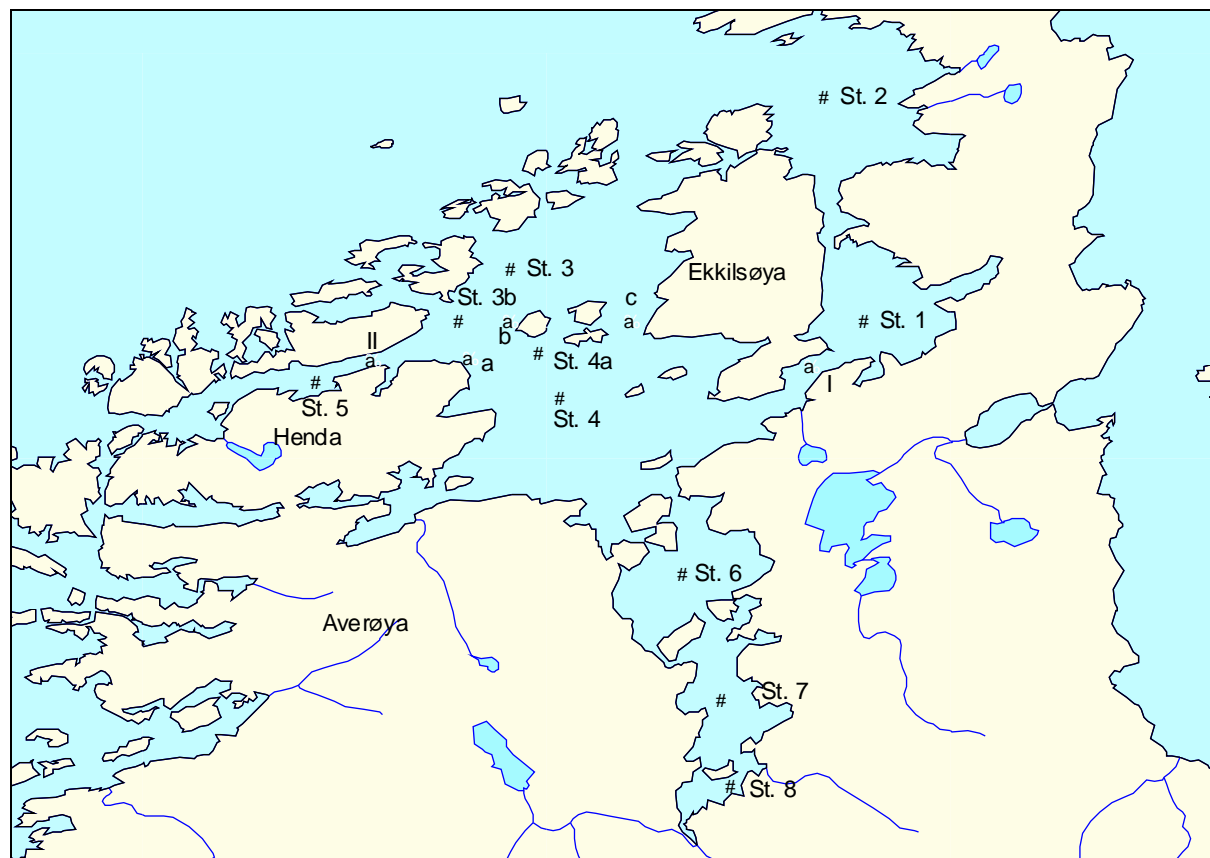 # St. 2
Ekkilsøya
# St. 3
St. 3b
c
# a
a
# St. 1
b
II
a
a a
# St. 4a
a
I
#
#
St. 5
St. 4
Henda
# St. 6
Averøya
St. 7
#
# St. 8